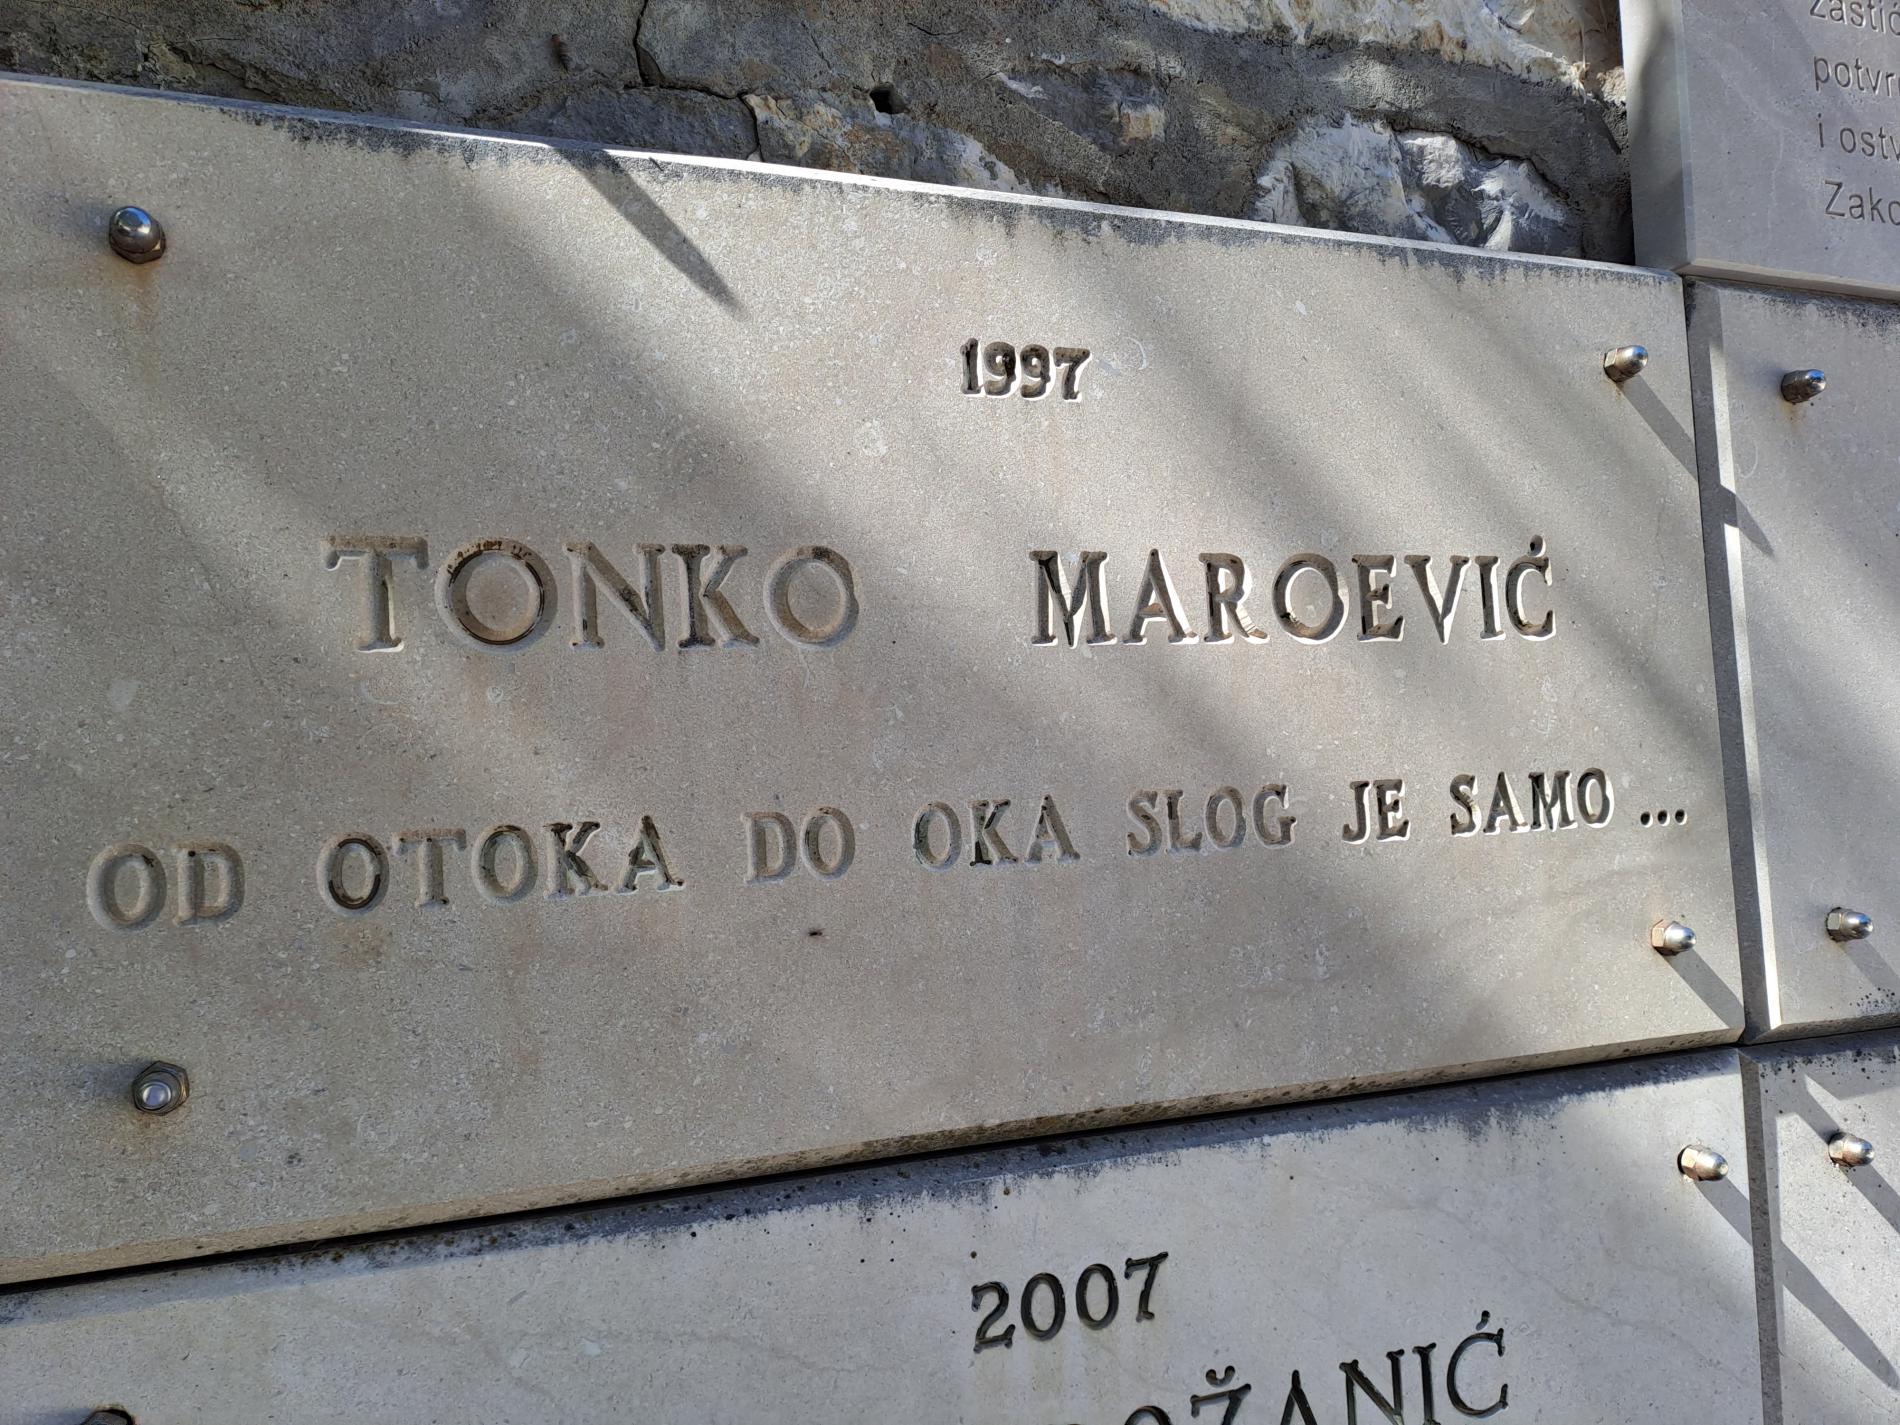 i
1997
TONKO MAROEVIĆ
OD OTOKA DO OKA SLOG JE SAMO ...
2007